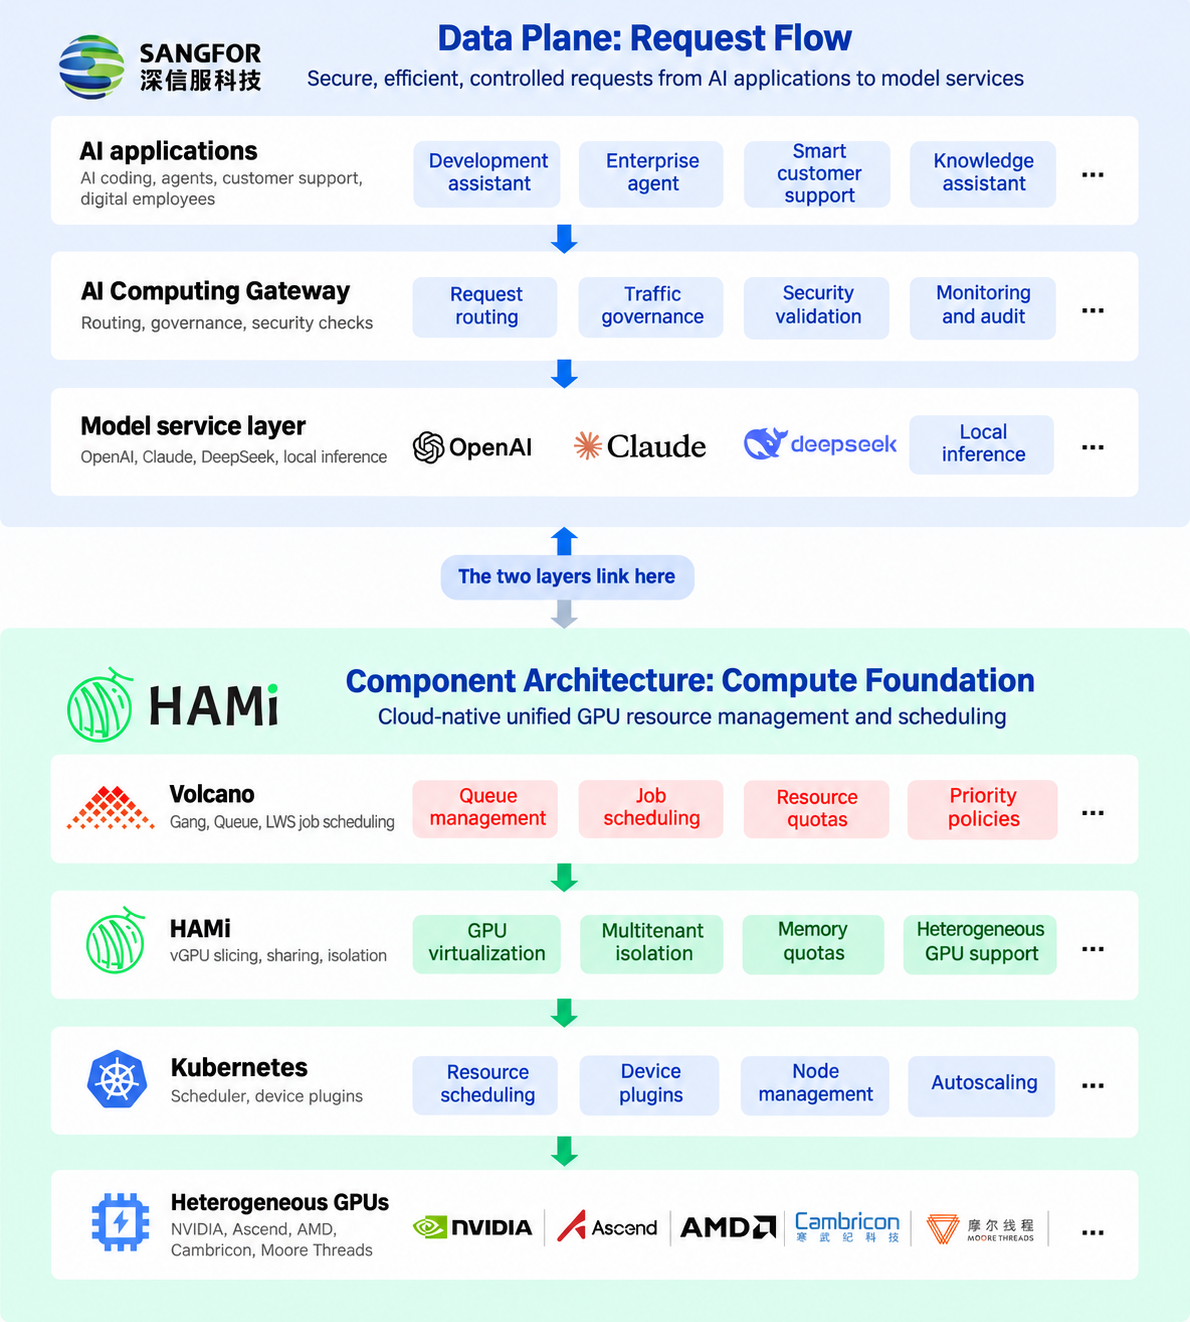 SANGFOR
深信服科技
Data Plane: Request Flow
Secure, efficient, controlled requests from AI applications to model services
AI applications
AI coding, agents, customer support,
digital employees
Development
assistant
Enterprise
agent
Smart
customer
support
Knowledge
assistant
...
AI Computing Gateway
Routing, governance, security checks
Request
routing
Traffic
governance
Security
validation
Monitoring
and audit
...
Model service layer
OpenAI, Claude, DeepSeek, local inference
OpenAI
Claude
deepseek
Local
inference
...
The two layers link here
HAMi
Component Architecture: Compute Foundation
Cloud-native unified GPU resource management and scheduling
Volcano
Gang, Queue, LWS job scheduling
Queue
management
Job
scheduling
Resource
quotas
Priority
policies
...
HAMi
vGPU slicing, sharing, isolation
GPU
virtualization
Multitenant
isolation
Memory
quotas
Heterogeneous
GPU support
...
Kubernetes
Scheduler, device plugins
Resource
scheduling
Device
plugins
Node
management
Autoscaling
...
Heterogeneous GPUs
NVIDIA, Ascend, AMD,
Cambricon, Moore Threads
NVIDIA
Ascend
AMD
Cambricon
寒武纪科技
摩尔线程
MOORE THREADS
...